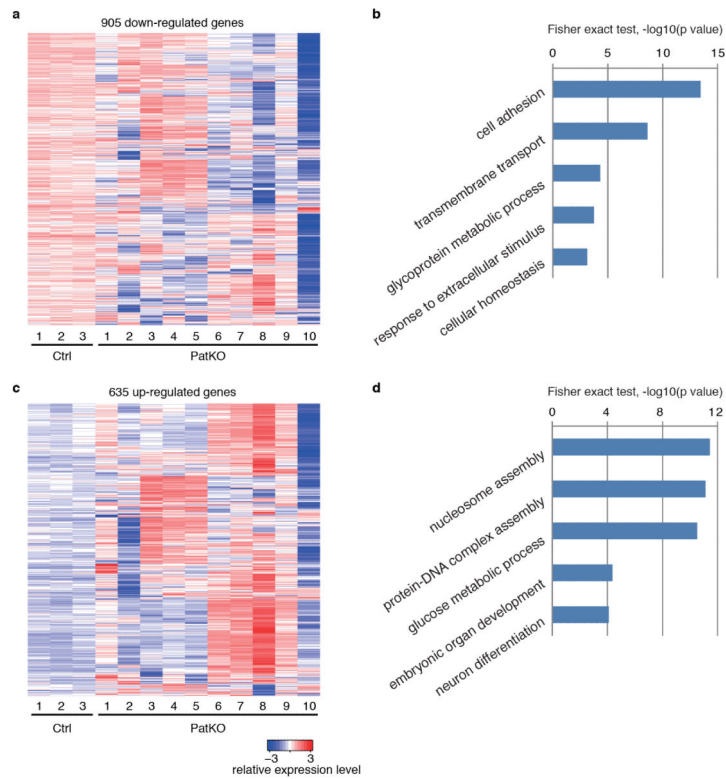 a
905 down-regulated genes
1 2 3 1 2 3 4 5 6 7 8 9 10
Ctrl PatKO
b
Fisher exact test, -log10(p value)
0 5 10 15
cell adhesion
transmembrane transport
glycoprotein metabolic process
response to extracellular stimulus
cellular homeostasis
c
635 up-regulated genes
1 2 3 1 2 3 4 5 6 7 8 9 10
Ctrl PatKO
−3 3
relative expression level
d
Fisher exact test, -log10(p value)
0 4 8 12
nucleosome assembly
protein-DNA complex assembly
glucose metabolic process
embryonic organ development
neuron differentiation